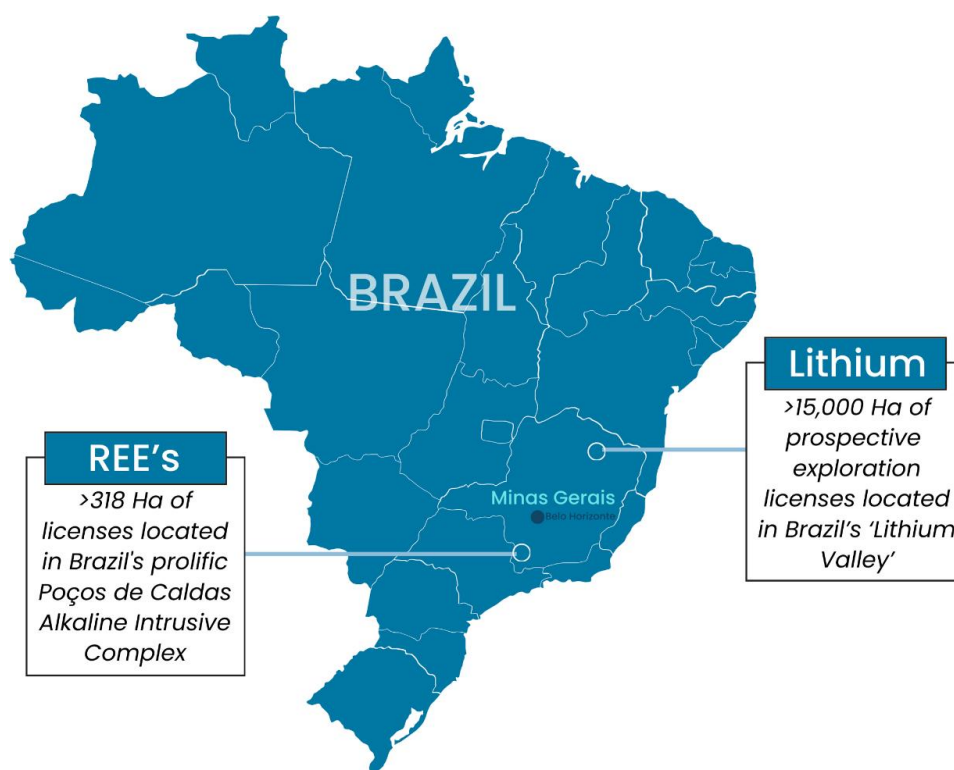 BRAZIL
Lithium
>15,000 Ha of
prospective
exploration
licenses located
in Brazil’s ‘Lithium
Valley’
REE’s
>318 Ha of
licenses located
in Brazil's prolific
Poços de Caldas
Alkaline Intrusive
Complex
Minas Gerais
Belo Horizonte